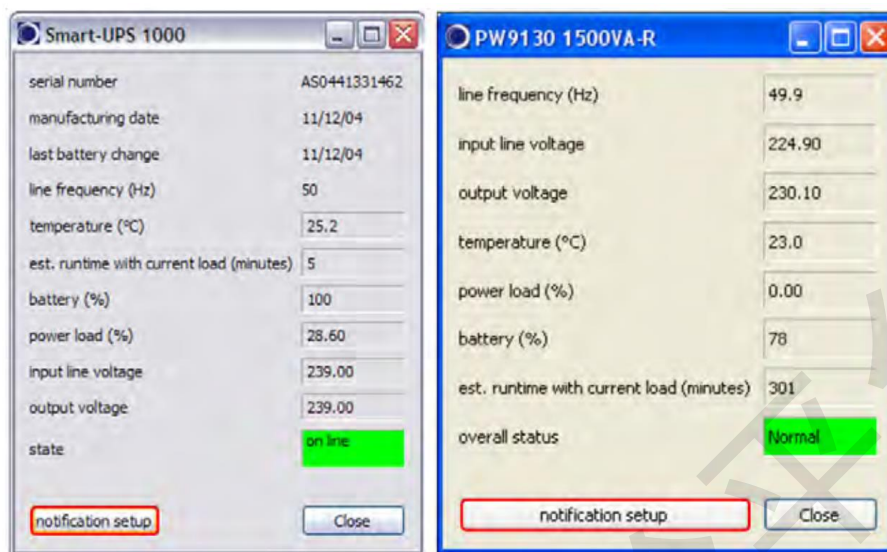 Smart-UPS 1000
serial number AS0441331462
manufacturing date 11/12/04
last battery change 11/12/04
line frequency (Hz) 50
temperature (°C) 25.2
est. runtime with current load (minutes) 5
battery (%) 100
power load (%) 28.60
input line voltage 239.00
output voltage 239.00
state on line
notification setup Close
PW9130 1500VA-R
line frequency (Hz) 49.9
input line voltage 224.90
output voltage 230.10
temperature (°C) 23.0
power load (%) 0.00
battery (%) 78
est. runtime with current load (minutes) 301
overall status Normal
notification setup Close